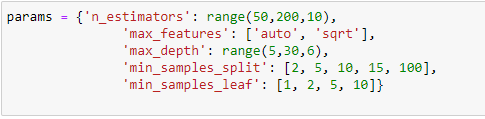 params = {'n_estimators': range(50,200,10),
'max_features': ['auto', 'sqrt'],
'max_depth': range(5,30,6),
'min_samples_split': [2, 5, 10, 15, 100],
'min_samples_leaf': [1, 2, 5, 10]}